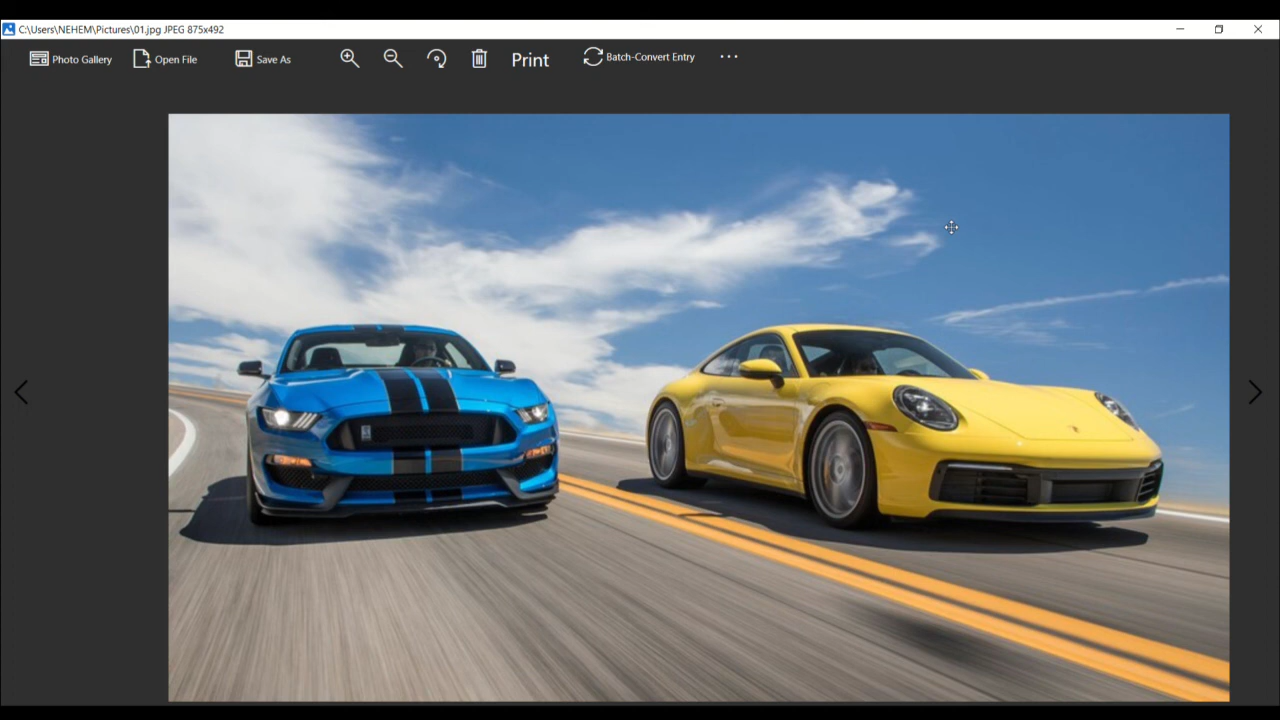 C:\Users\NEHEM\Pictures\01.jpg JPEG 875x492
Photo Gallery Open File Save As Print Batch-Convert Entry ...